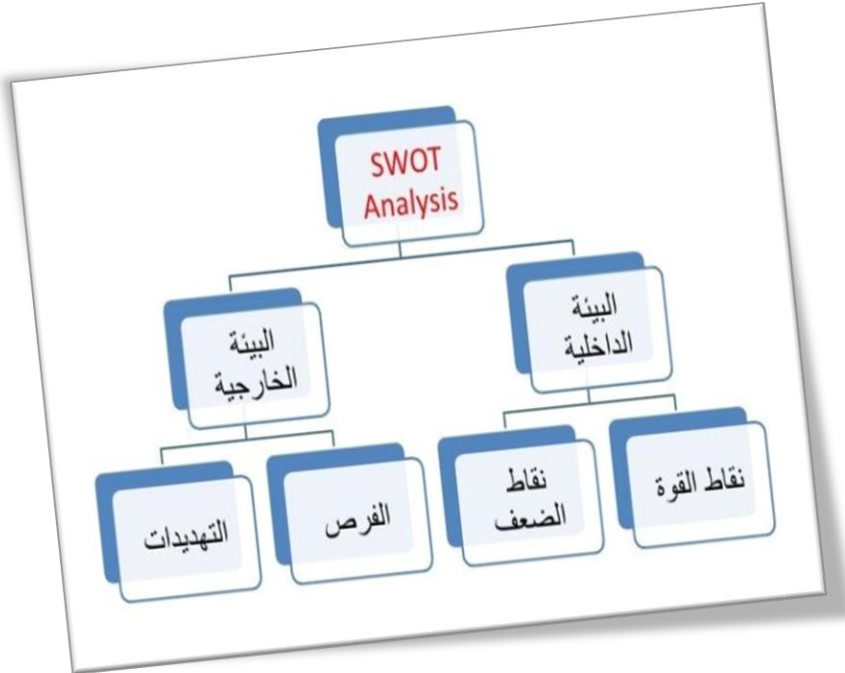 SWOT
Analysis
البيئة
الداخلية
البيئة
الخارجية
نقاط القوة
نقاط
الضعف
الفرص
التهديدات